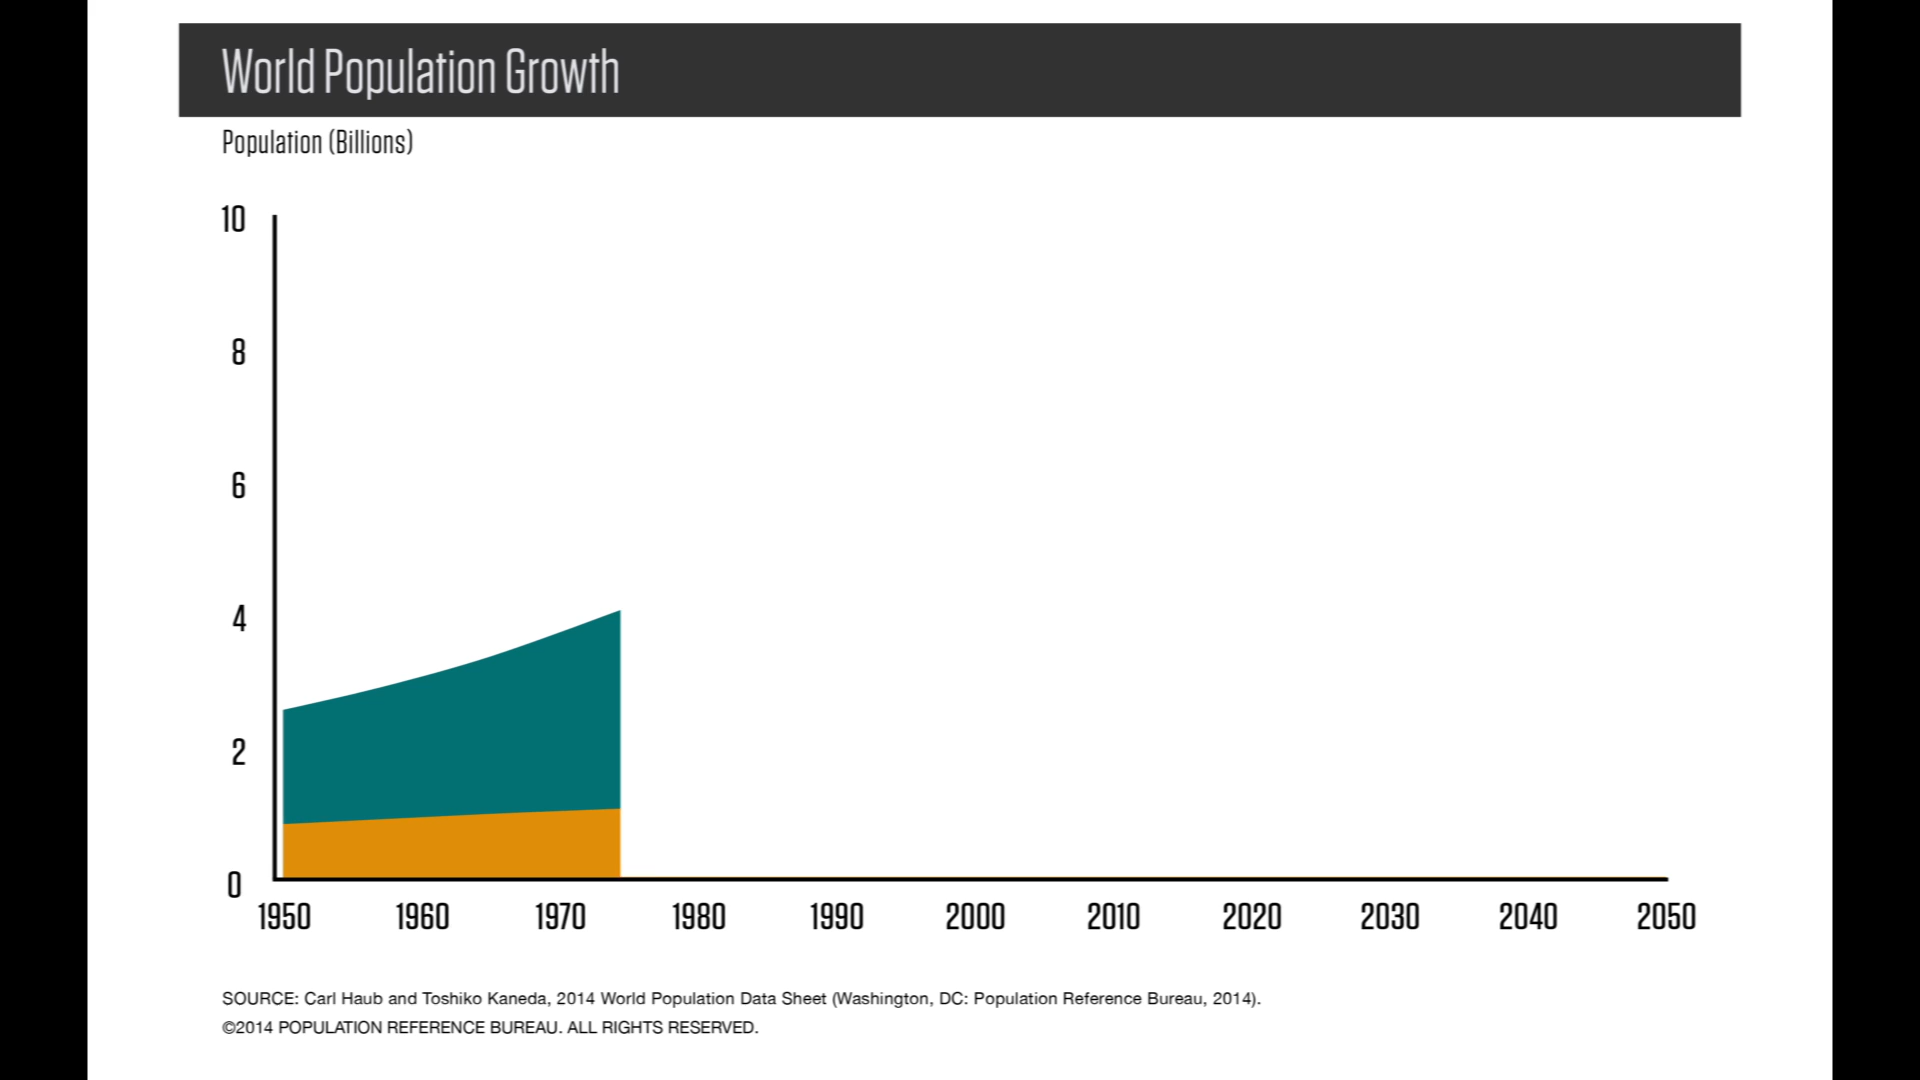 World Population Growth
Population (Billions)
10
8
6
4
2
0
1950 1960 1970 1980 1990 2000 2010 2020 2030 2040 2050
SOURCE: Carl Haub and Toshiko Kaneda, 2014 World Population Data Sheet (Washington, DC: Population Reference Bureau, 2014).
©2014 POPULATION REFERENCE BUREAU. ALL RIGHTS RESERVED.